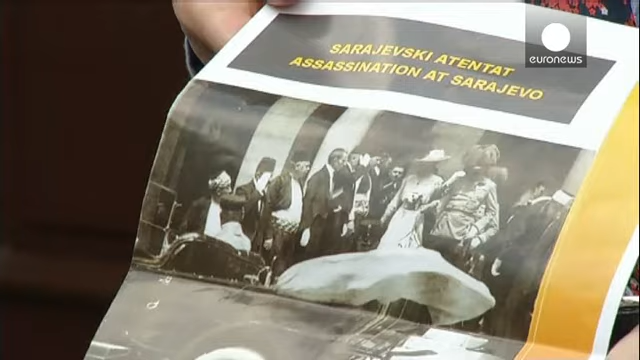 SARAJEVSKI ATENTAT
ASSASSINATION AT SARAJEVO
euronews